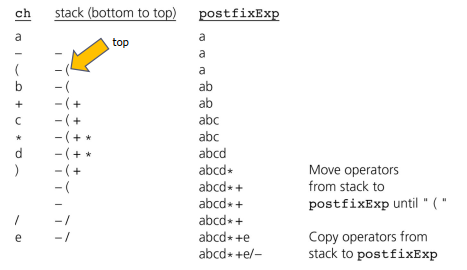 ch stack (bottom to top) postfixExp
a a
top
– – a
( – ( a
b – ( ab
+ – ( + ab
c – ( + abc
* – ( + * abc
d – ( + * abcd
) – ( + abcd* Move operators
– ( abcd*+ from stack to
– abcd*+ postfixExp until " ( "
/ – / abcd*+
e – / abcd*+e Copy operators from
abcd*+e/– stack to postfixExp